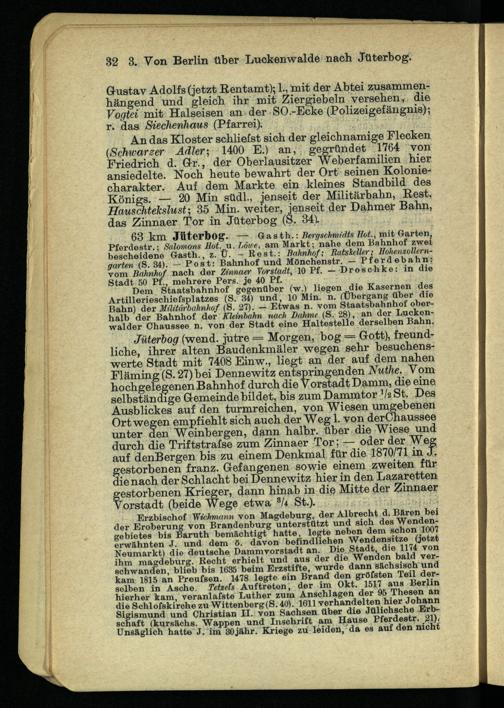 32 3. Von Berlin über Luckenwalde nach Jüterbog.
Gustav Adolfs (jetzt Rentamt); l., mit der Abtei zusammen-
hängend und gleich ihr mit Ziergiebeln versehen, die
Vogtei mit Halseisen an der SO.-Ecke (Polizeigefängnis);
r. das Siechenhaus (Pfarrei).
An das Kloster schliefst sich der gleichnamige Flecken
(Schwarzer Adler; 1400 E.) an, gegründet 1764 von
Friedrich d. Gr., der Oberlausitzer Weberfamilien hier
ansiedelte. Noch heute bewahrt der Ort seinen Kolonie-
charakter. Auf dem Markte ein kleines Standbild des
Königs. — 20 Min südl., jenseit der Militärbahn, Rest.
Hauschtekslust; 35 Min. weiter, jenseit der Dahmer Bahn,
das Zinnaer Tor in Jüterbog (S. 34).
63 km Jüterbog. — Gasth.: Bergschmidts Hot., mit Garten,
Pferdestr.; Salomons Hot. u. Löwe, am Markt; nahe dem Bahnhof zwei
bescheidene Gasth., z. Ü. - Rest.: Bahnhof; Ratskeller; Hohenzollern-
garten (S. 34). — Post: Bahnhof und Mönchenstr. — Pferdebahn:
vom Bahnhof nach der Zinnaer Vorstadt, 10 Pf. — Droschke: in die
Stadt 50 Pf., mehrere Pers. je 40 Pf.
Dem Staatsbahnhof gegenüber (w.) liegen die Kasernen des
Artillerieschiefsplatzes (S. 34) und, 10 Min. n. (Übergang über die
Bahn) der Militärbahnhof (S. 27). — Etwas n. vom Staatsbahnhof ober-
halb der Bahnhof der Kleinbahn nach Dahme (S. 28), an der Lucken-
walder Chaussee n. von der Stadt eine Haltestelle derselben Bahn.
Jüterbog (wend. jutre = Morgen, bog = Gott), freund-
liche, ihrer alten Baudenkmäler wegen sehr besuchens-
werte Stadt mit 7408 Einw., liegt an der auf dem nahen
Fläming (S. 27) bei Dennewitz entspringenden Nuthe. Vom
hochgelegenen Bahnhof durch die Vorstadt Damm, die eine
selbständige Gemeinde bildet, bis zum Dammtor 1/2 St. Des
Ausblickes auf den turmreichen, von Wiesen umgebenen
Ort wegen empfiehlt sich auch der Weg l. von der Chaussee
unter den Weinbergen, dann halbr. über die Wiese und
durch die Triftstrafse zum Zinnaer Tor; — oder der Weg
auf den Bergen bis zu einem Denkmal für die 1870/71 in J.
gestorbenen franz. Gefangenen sowie einem zweiten für
die nach der Schlacht bei Dennewitz hier in den Lazaretten
gestorbenen Krieger, dann hinab in die Mitte der Zinnaer
Vorstadt (beide Wege etwa 3/4 St.).
Erzbischof Wichmann von Magdeburg, der Albrecht d. Bären bei
der Eroberung von Brandenburg unterstützt und sich des Wenden-
gebietes bis Baruth bemächtigt hatte, legte neben dem schon 1007
erwähnten J. und dem ö. davon befindlichen Wendensitze (jetzt
Neumarkt) die deutsche Dammvorstadt an. Die Stadt, die 1174 von
ihm magdeburg. Recht erhielt und aus der die Wenden bald ver-
schwanden, blieb bis 1635 beim Erzstifte, wurde dann sächsisch und
kam 1815 an Preufsen. 1478 legte ein Brand den gröfsten Teil der-
selben in Asche. Tetzels Auftreten, der im Okt. 1517 aus Berlin
hierher kam, veranlafste Luther zum Anschlagen der 95 Thesen an
die Schlofskirche zu Wittenberg (S. 40). 1611 verhandelten hier Johann
Sigismund und Christian II. von Sachsen über die Jülichsche Erb-
schaft (kursächs. Wappen und Inschrift am Hause Pferdestr. 21).
Unsäglich hatte J. im 30jähr. Kriege zu leiden, da es auf den nicht